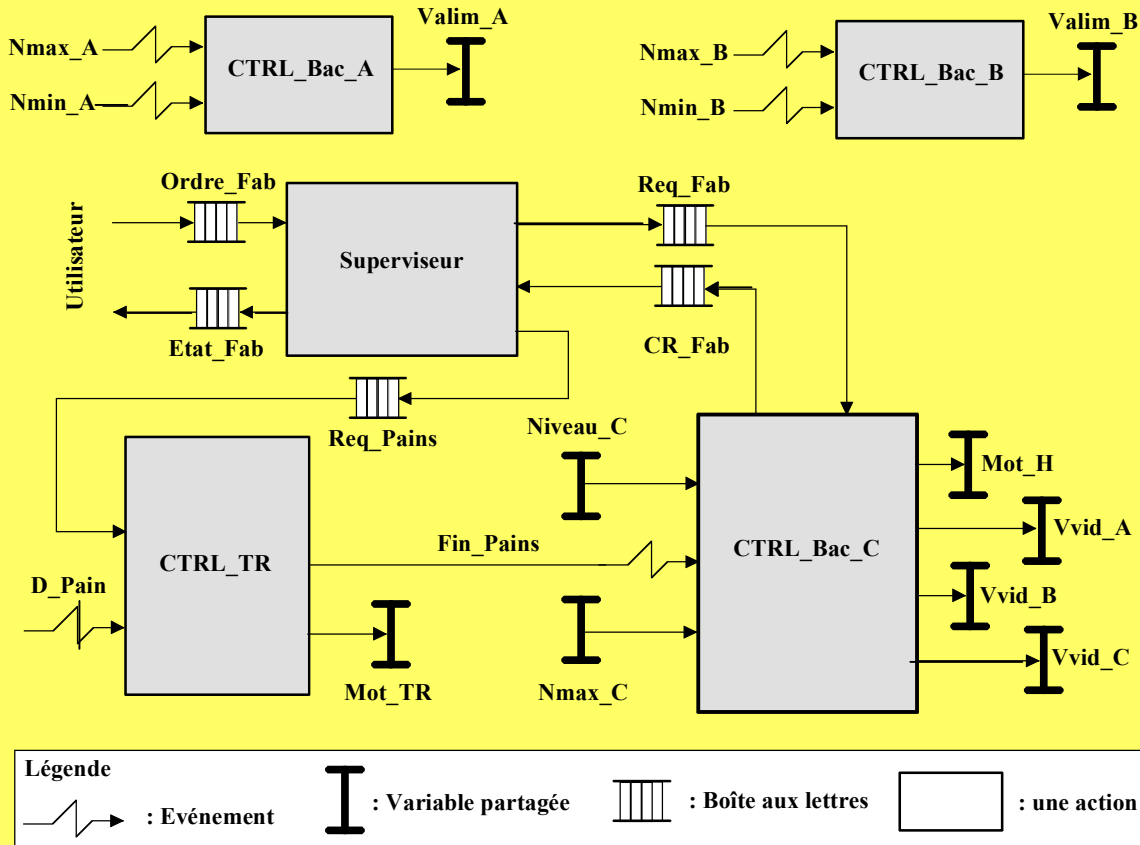 Valim_A
Valim_B
Nmax_A
CTRL_Bac_A
Nmin_A
Nmax_B
CTRL_Bac_B
Nmin_B
Ordre_Fab
Req_Fab
Utilisateur
Superviseur
Etat_Fab
CR_Fab
Req_Pains
Niveau_C
Mot_H
Fin_Pains
CTRL_TR
CTRL_Bac_C
Vvid_A
D_Pain
Vvid_B
Vvid_C
Mot_TR
Nmax_C
Légende
: Evénement
: Variable partagée
: Boîte aux lettres
: une action